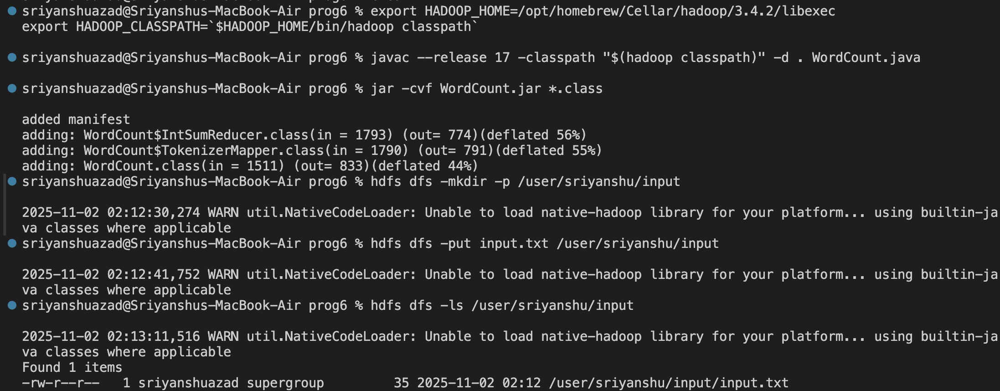 sriyanshuazad@Sriyanshus-MacBook-Air prog6 % export HADOOP_HOME=/opt/homebrew/Cellar/hadoop/3.4.2/libexec
export HADOOP_CLASSPATH=`$HADOOP_HOME/bin/hadoop classpath`
sriyanshuazad@Sriyanshus-MacBook-Air prog6 % javac --release 17 -classpath "$(hadoop classpath)" -d . WordCount.java
sriyanshuazad@Sriyanshus-MacBook-Air prog6 % jar -cvf WordCount.jar *.class
added manifest
adding: WordCount$IntSumReducer.class(in = 1793) (out= 774)(deflated 56%)
adding: WordCount$TokenizerMapper.class(in = 1790) (out= 791)(deflated 55%)
adding: WordCount.class(in = 1511) (out= 833)(deflated 44%)
sriyanshuazad@Sriyanshus-MacBook-Air prog6 % hdfs dfs -mkdir -p /user/sriyanshu/input
2025-11-02 02:12:30,274 WARN util.NativeCodeLoader: Unable to load native-hadoop library for your platform... using builtin-ja
va classes where applicable
sriyanshuazad@Sriyanshus-MacBook-Air prog6 % hdfs dfs -put input.txt /user/sriyanshu/input
2025-11-02 02:12:41,752 WARN util.NativeCodeLoader: Unable to load native-hadoop library for your platform... using builtin-ja
va classes where applicable
sriyanshuazad@Sriyanshus-MacBook-Air prog6 % hdfs dfs -ls /user/sriyanshu/input
2025-11-02 02:13:11,516 WARN util.NativeCodeLoader: Unable to load native-hadoop library for your platform... using builtin-ja
va classes where applicable
Found 1 items
-rw-r--r--   1 sriyanshuazad supergroup         35 2025-11-02 02:12 /user/sriyanshu/input/input.txt